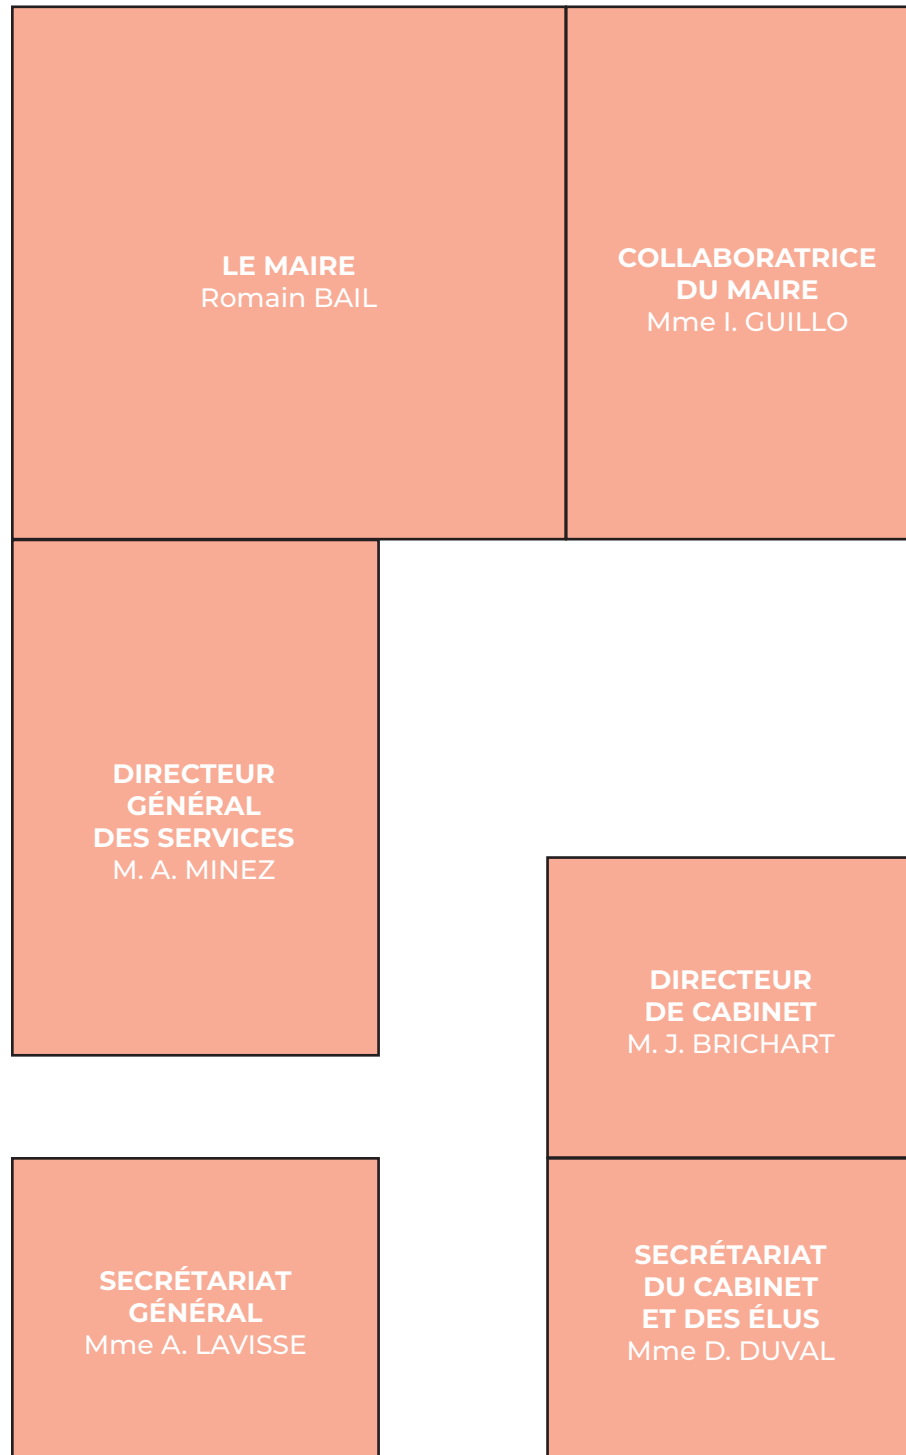 LE MAIRE
Romain BAIL
COLLABORATRICE
DU MAIRE
Mme I. GUILLO
DIRECTEUR
GÉNÉRAL
DES SERVICES
M. A. MINEZ
DIRECTEUR
DE CABINET
M. J. BRICHART
SECRÉTARIAT
GÉNÉRAL
Mme A. LAVISSE
SECRÉTARIAT
DU CABINET
ET DES ÉLUS
Mme D. DUVAL